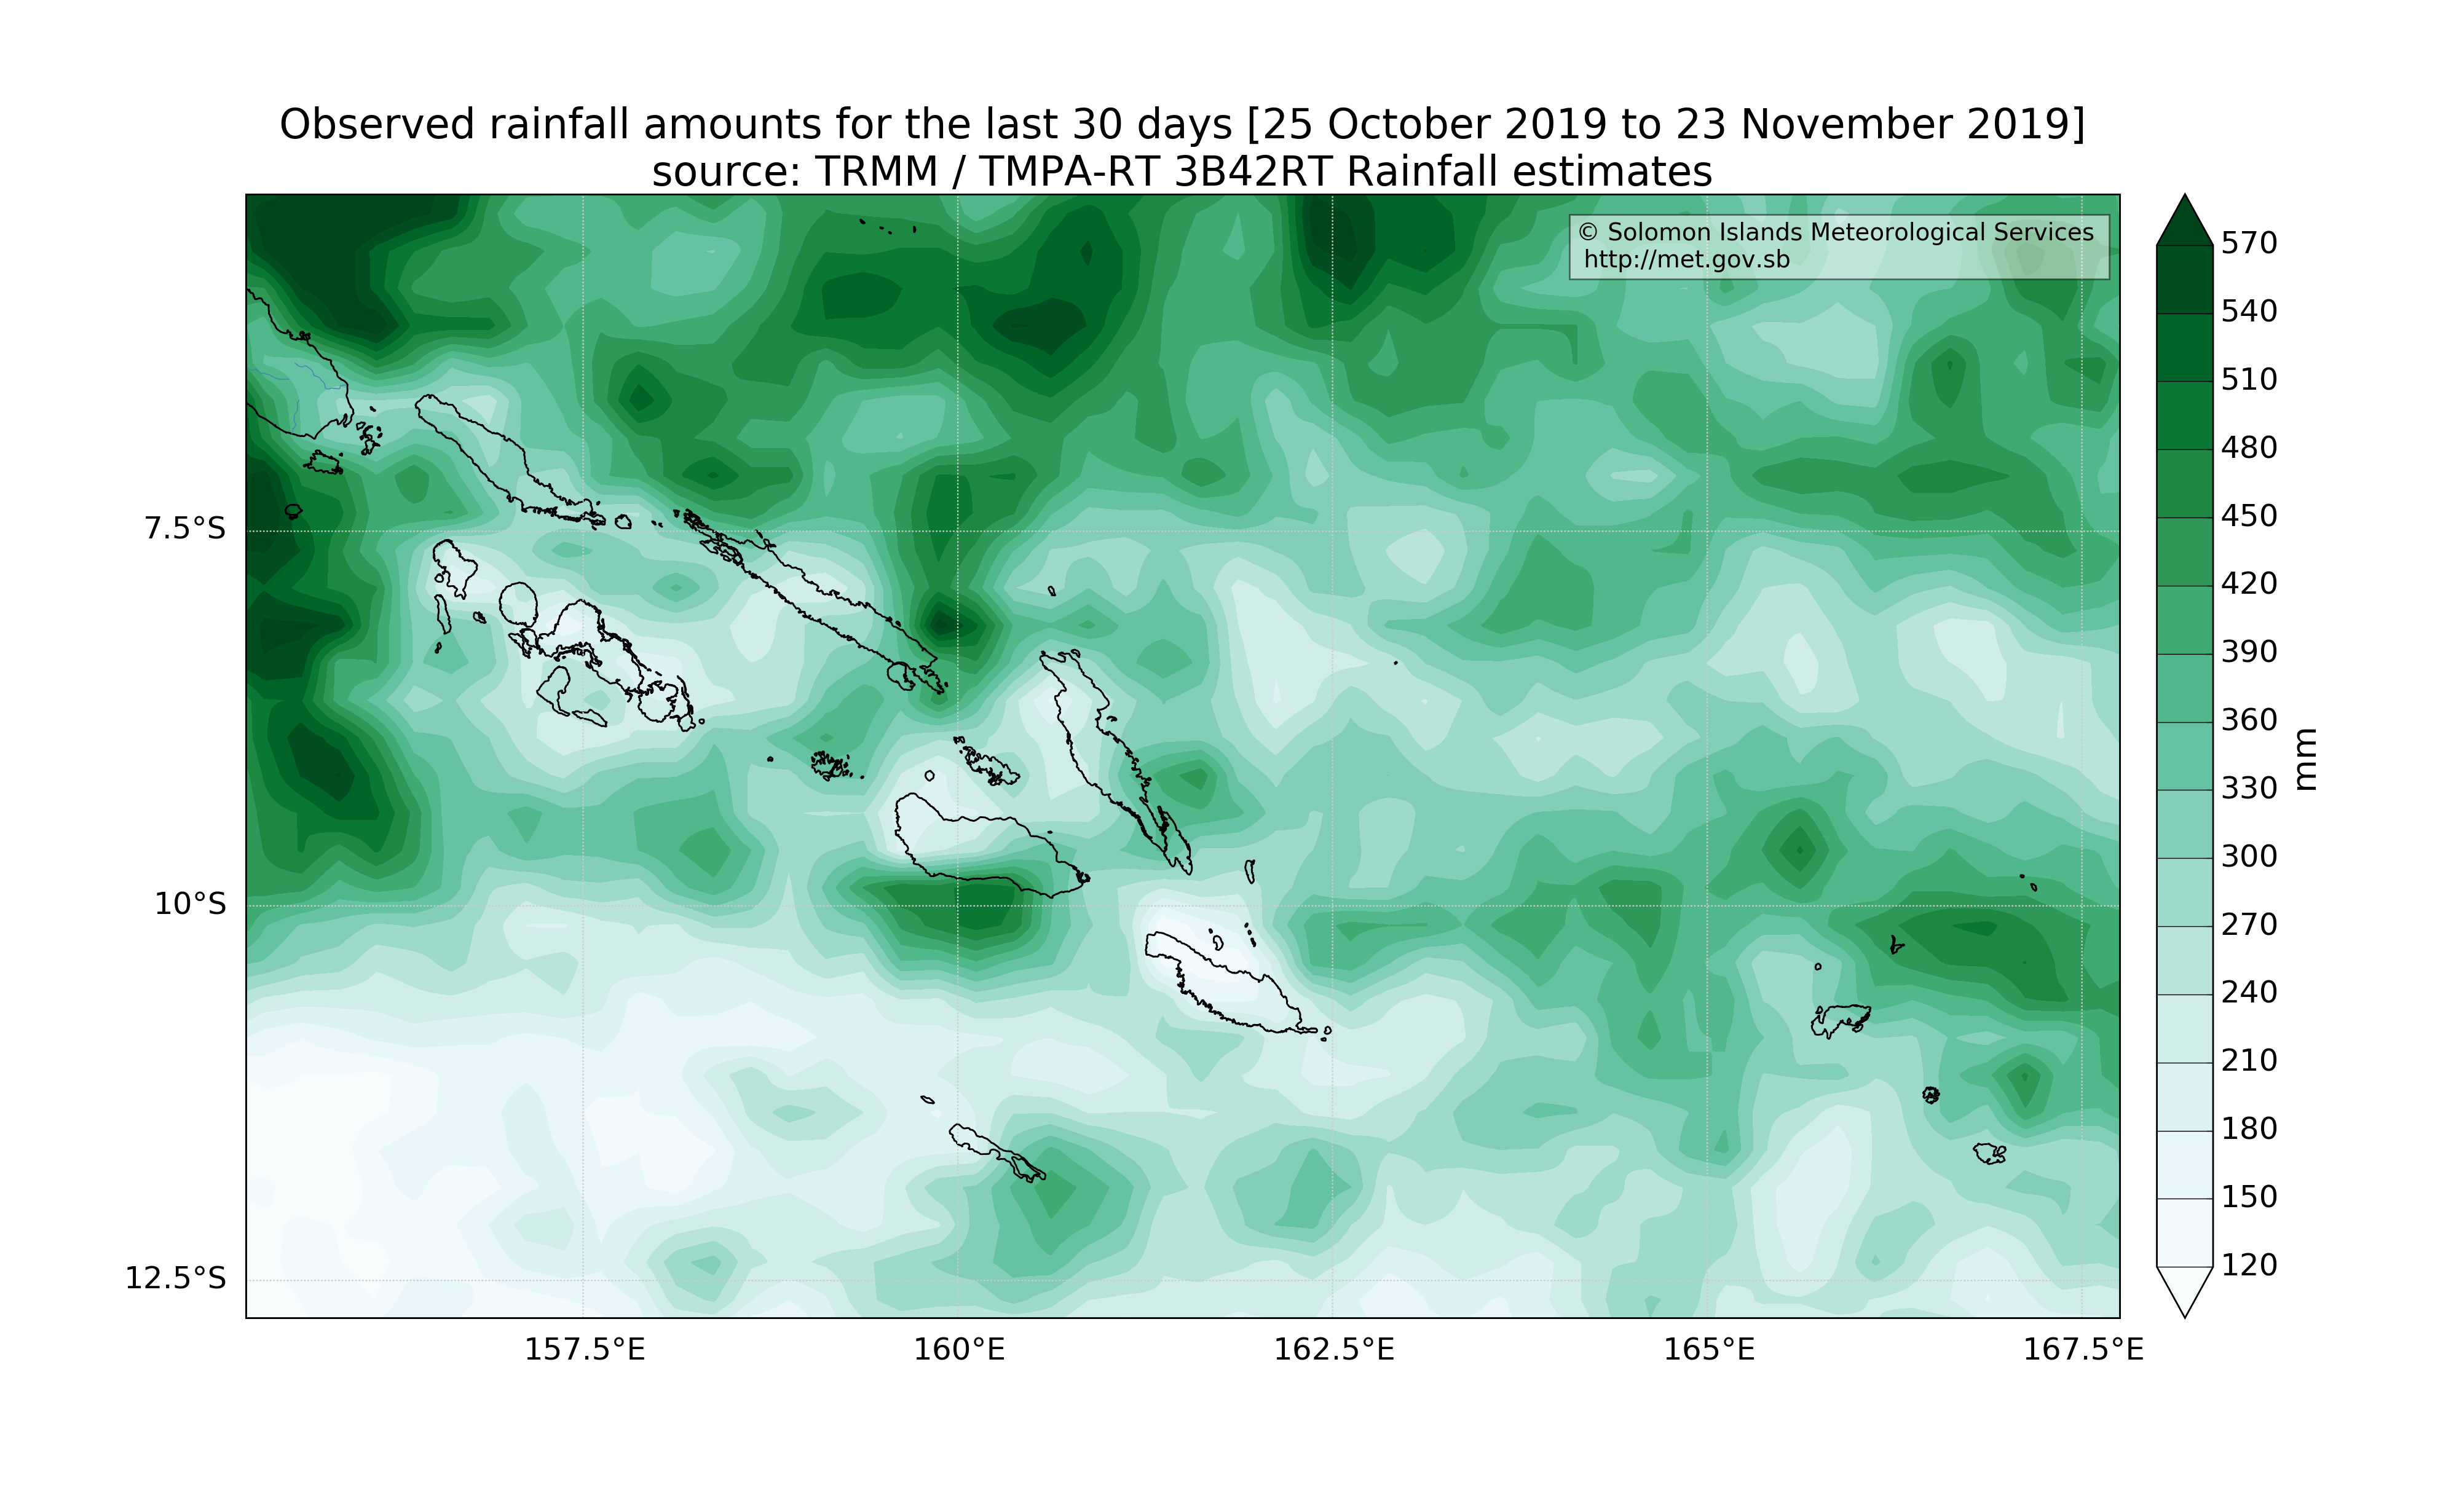 Observed rainfall amounts for the last 30 days [25 October 2019 to 23 November 2019]
source: TRMM / TMPA-RT 3B42RT Rainfall estimates
© Solomon Islands Meteorological Services
http://met.gov.sb
7.5°S
10°S
12.5°S
157.5°E
160°E
162.5°E
165°E
167.5°E
570
540
510
480
450
420
390
360
330
300
270
240
210
180
150
120
mm